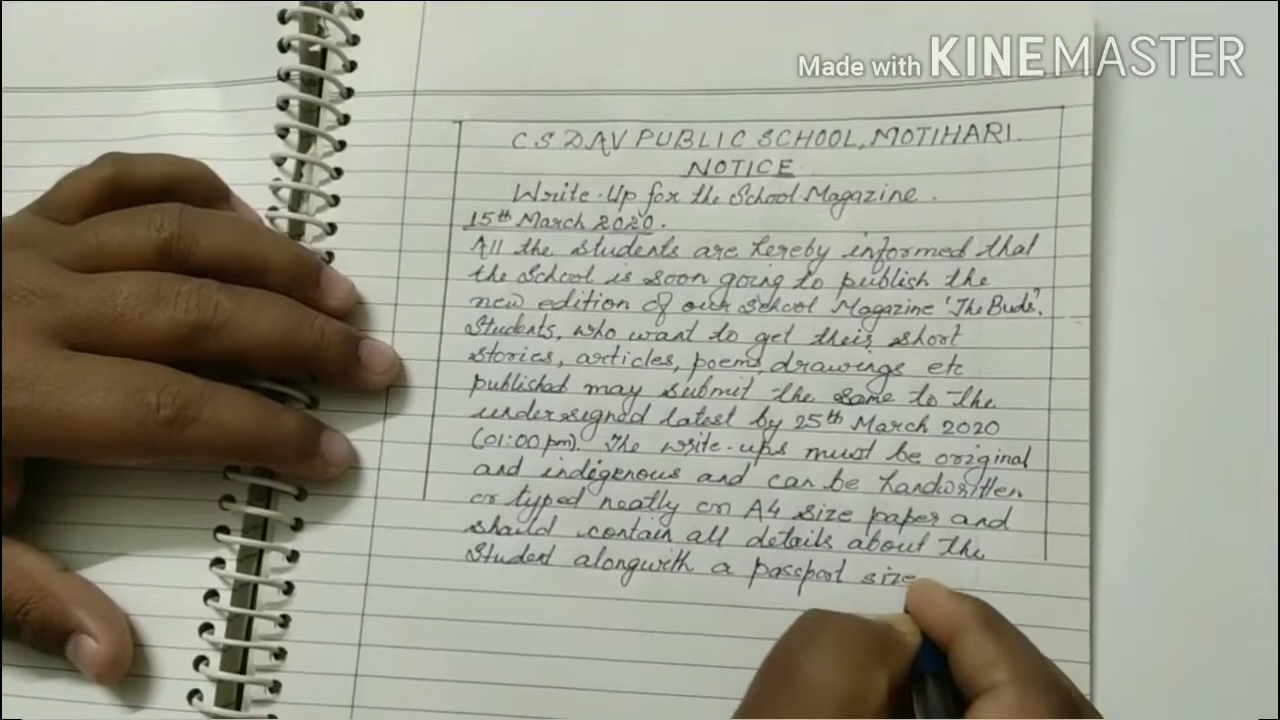 Made with KINEMASTER
C S DAV PUBLIC SCHOOL, MOTIHARI.
NOTICE
Write-Up for the School Magazine.
15th March 2020.
All the students are hereby informed that
the School is soon going to publish the
new edition of our School Magazine 'The Buds'.
Students, who want to get their short
stories, articles, poems, drawings etc
published may submit the same to the
undersigned latest by 25th March 2020
(01:00 pm). The write-ups must be original
and indigenous and can be handwritten
or typed neatly on A4 size paper and
should contain all details about the
Student alongwith a passport size